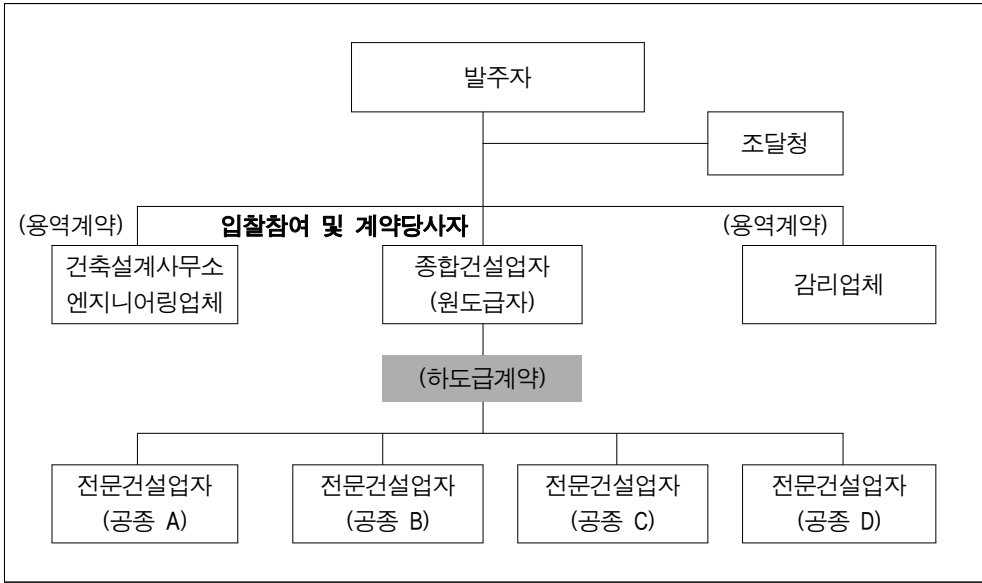 발주자
조달청
(용역계약)
입찰참여 및 계약당사자
(용역계약)
건축설계사무소
엔지니어링업체
종합건설업자
(원도급자)
감리업체
(하도급계약)
전문건설업자
(공종 A)
전문건설업자
(공종 B)
전문건설업자
(공종 C)
전문건설업자
(공종 D)